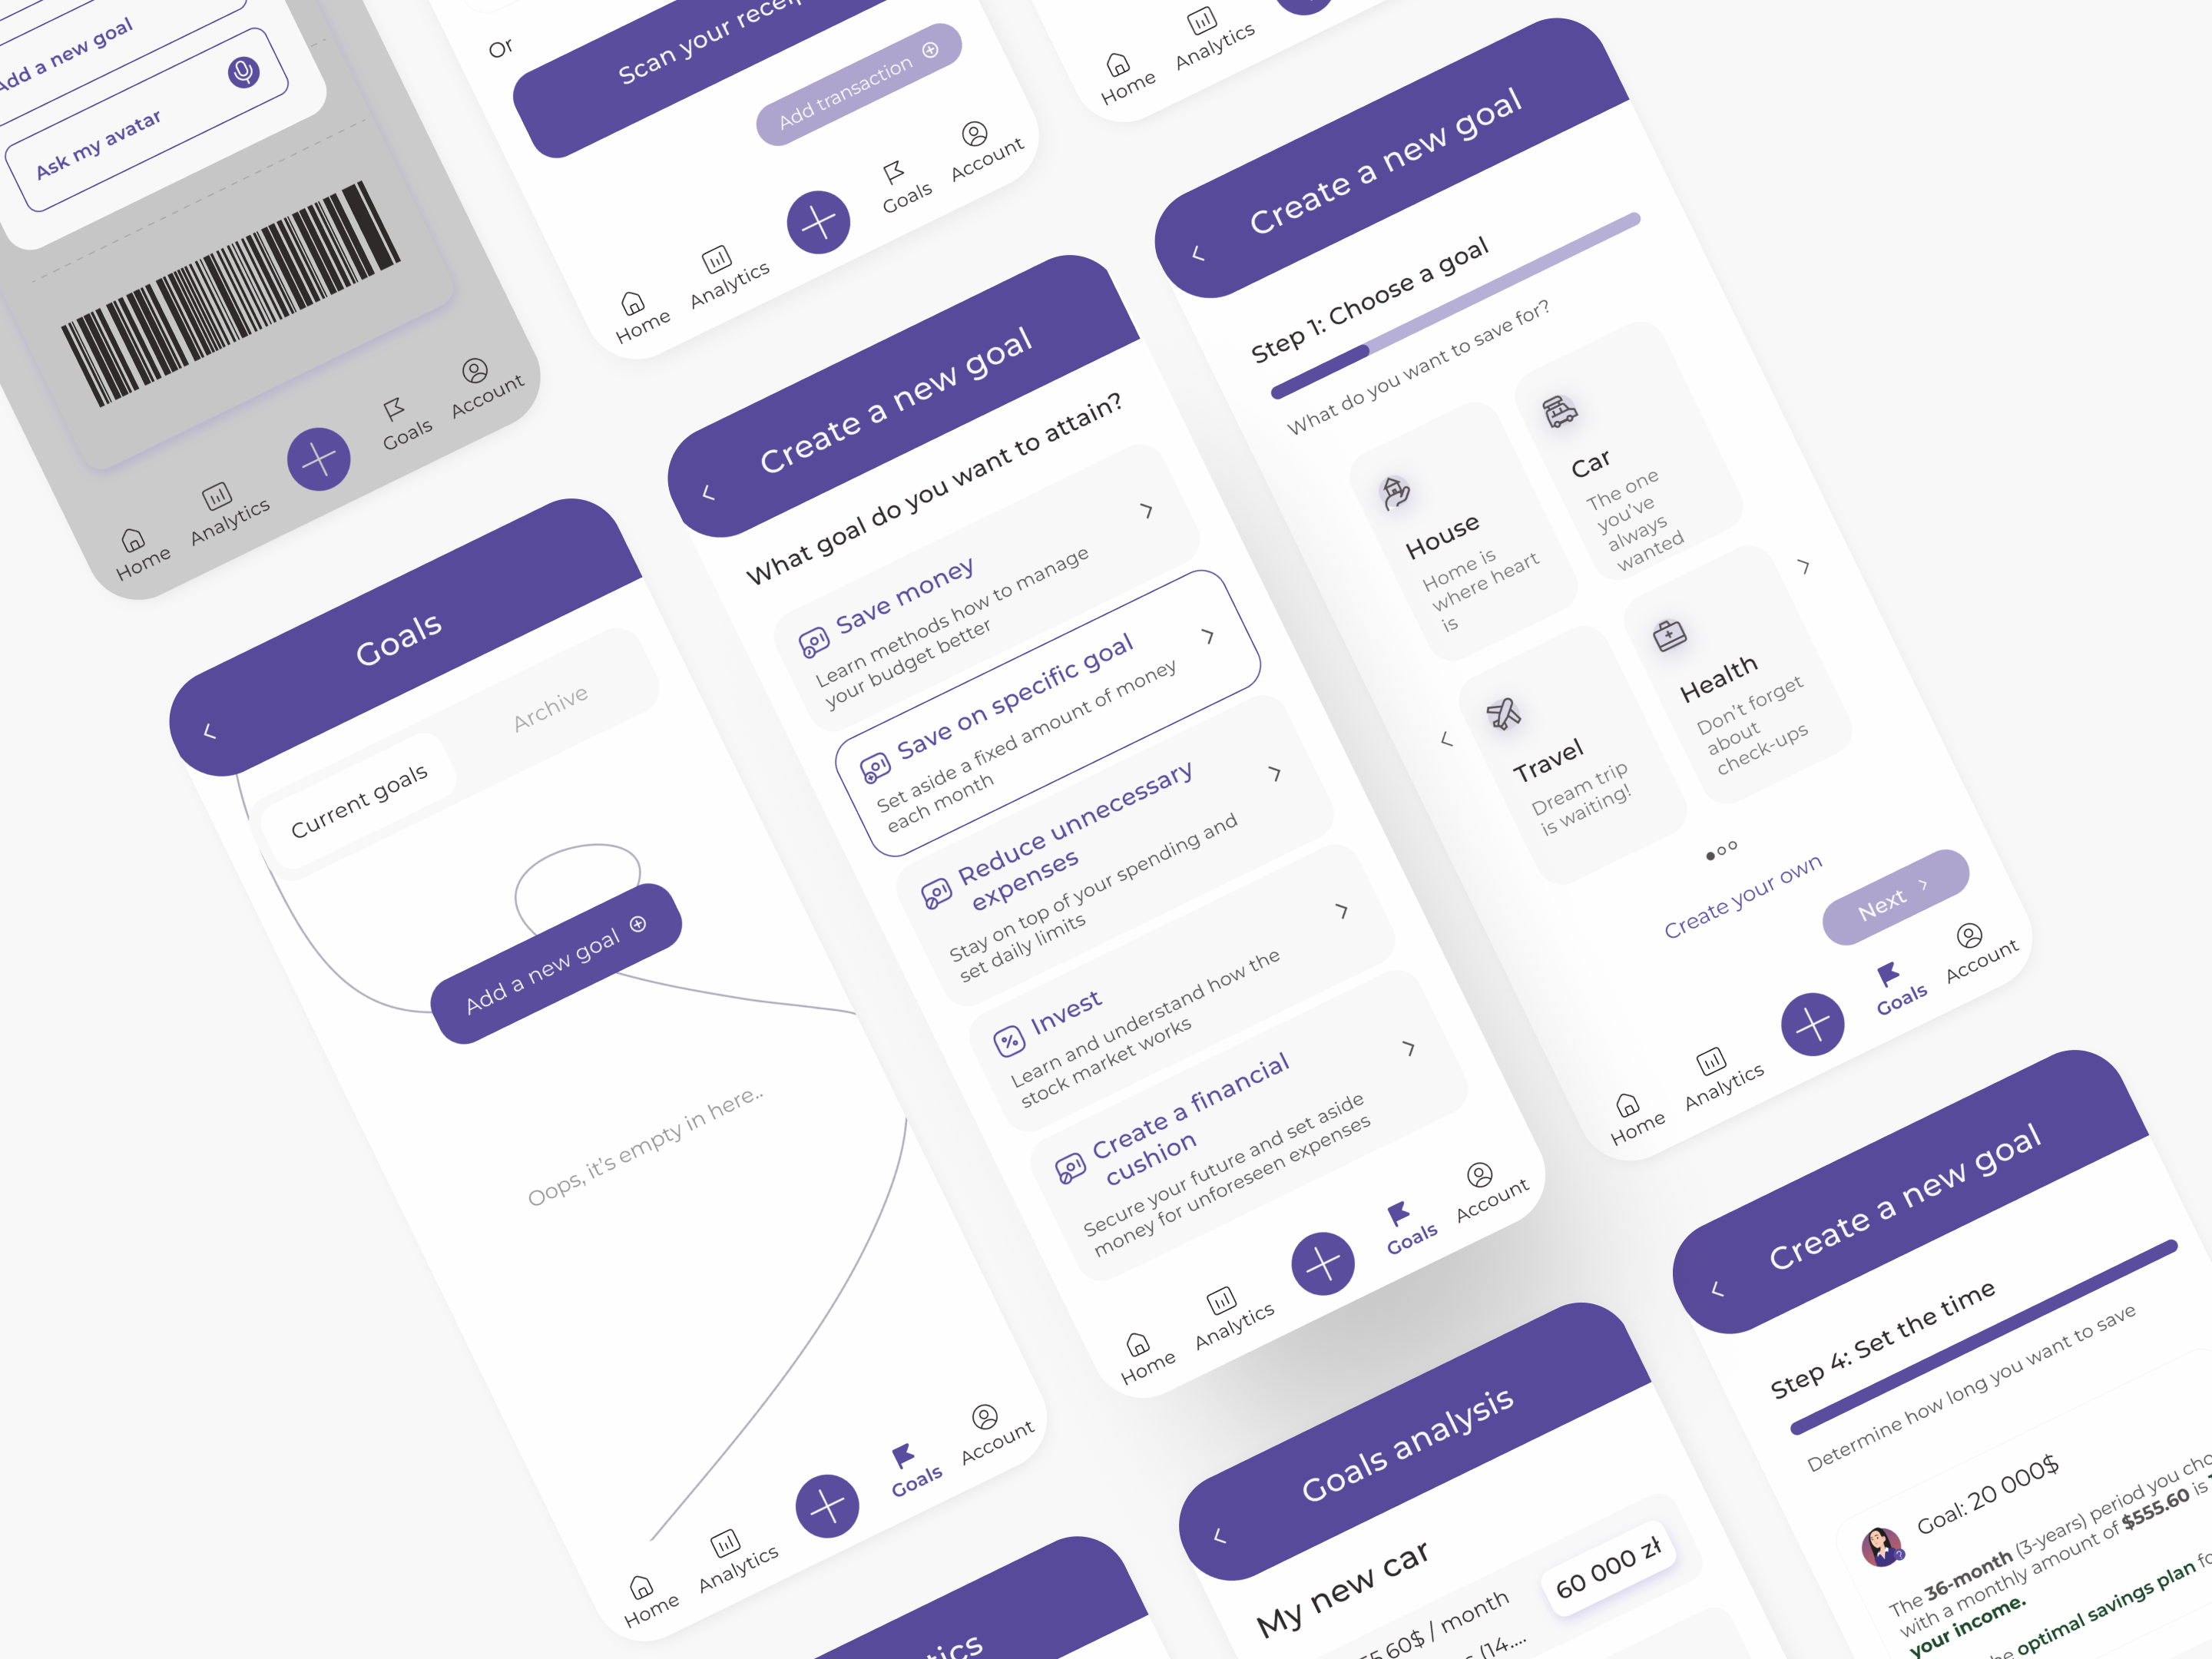 Add a new goal
Ask my avatar
Home
Analytics
Goals
Account
Or
Scan your receipt
Add transaction
Home
Analytics
Goals
Account
Home
Analytics
Goals
Current goals
Archive
Add a new goal
Oops, it's empty in here..
Home
Analytics
Goals
Account
Create a new goal
What goal do you want to attain?
Save money
Learn methods how to manage
your budget better
Save on specific goal
Set aside a fixed amount of money
each month
Reduce unnecessary
expenses
Stay on top of your spending and
set daily limits
Invest
Learn and understand how the
stock market works
Create a financial
cushion
Secure your future and set aside
money for unforeseen expenses
Home
Analytics
Goals
Account
Create a new goal
Step 1: Choose a goal
What do you want to save for?
House
Home is
where heart
is
Car
The one
you've
always
wanted
Travel
Dream trip
is waiting!
Health
Don't forget
about
check-ups
Create your own
Next
Home
Analytics
Goals
Account
Goals analysis
My new car
60 000 zł
5.60$ / month
(14....
Create a new goal
Step 4: Set the time
Determine how long you want to save
Goal: 20 000$
The 36-month (3-years) period you cho
with a monthly amount of $555.60 is
your income.
he optimal savings plan fo
tics